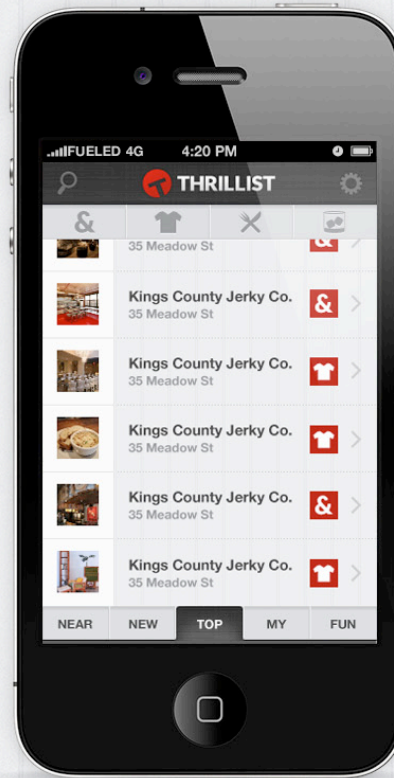 FUELED 4G 4:20 PM
THRILLIST
& 
35 Meadow St &
Kings County Jerky Co.
35 Meadow St &
Kings County Jerky Co.
35 Meadow St
Kings County Jerky Co.
35 Meadow St
Kings County Jerky Co.
35 Meadow St &
Kings County Jerky Co.
35 Meadow St
NEAR NEW TOP MY FUN